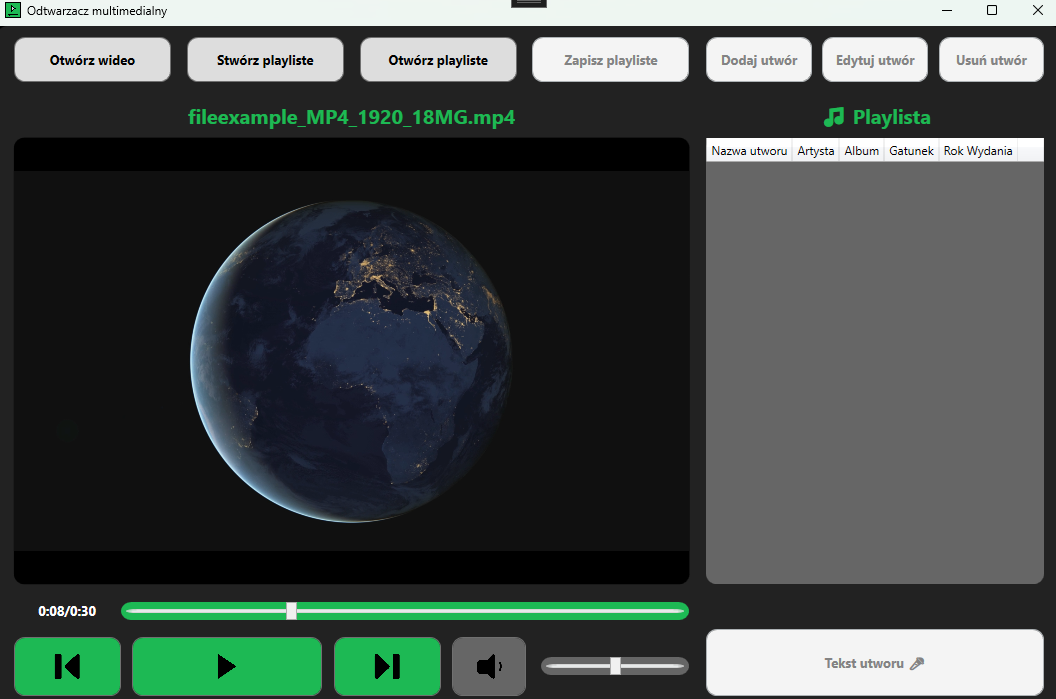 Odtwarzacz multimedialny
Otwórz wideo
Stwórz playliste
Otwórz playliste
Zapisz playliste
Dodaj utwór
Edytuj utwór
Usuń utwór
fileexample_MP4_1920_18MG.mp4
Playlista
Nazwa utworu Artysta Album Gatunek Rok Wydania
0:08/0:30
Tekst utworu